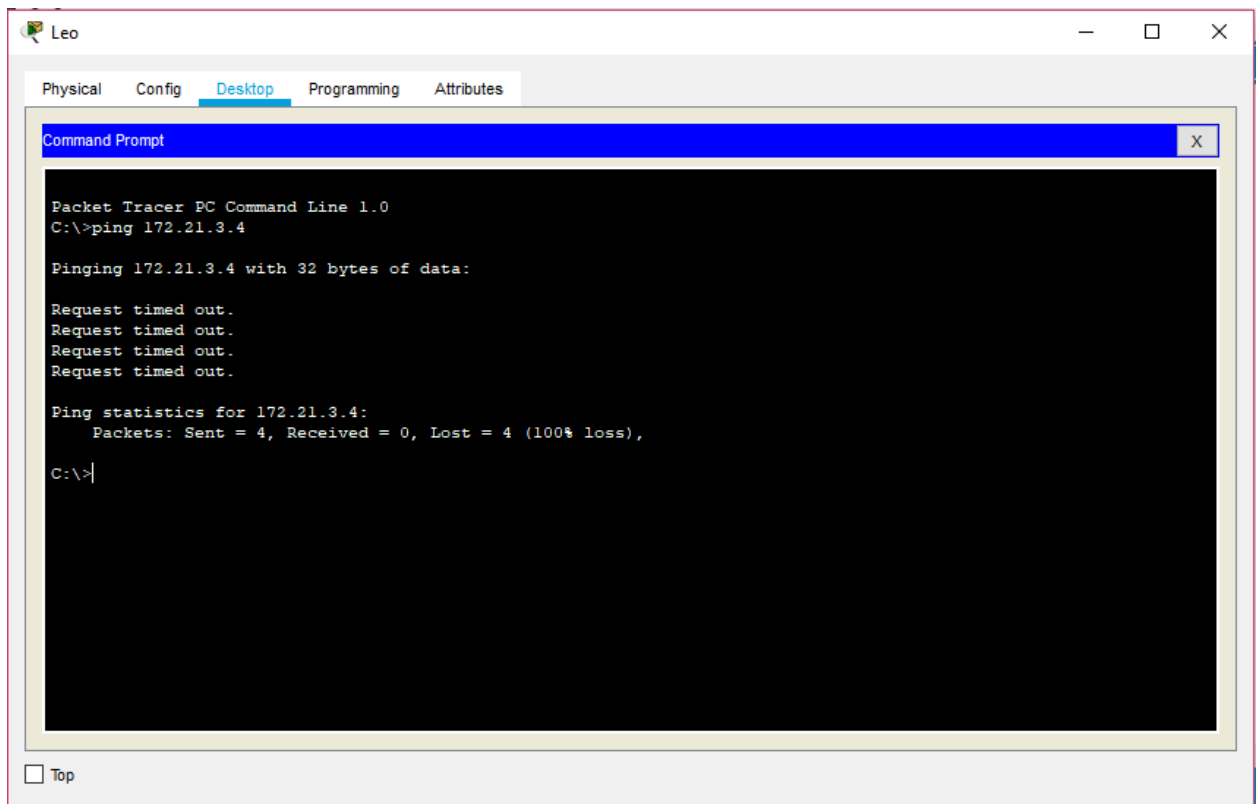 Leo
Physical Config Desktop Programming Attributes
Command Prompt
X
Packet Tracer PC Command Line 1.0
C:\>ping 172.21.3.4
Pinging 172.21.3.4 with 32 bytes of data:
Request timed out.
Request timed out.
Request timed out.
Request timed out.
Ping statistics for 172.21.3.4:
Packets: Sent = 4, Received = 0, Lost = 4 (100% loss),
C:\>
Top